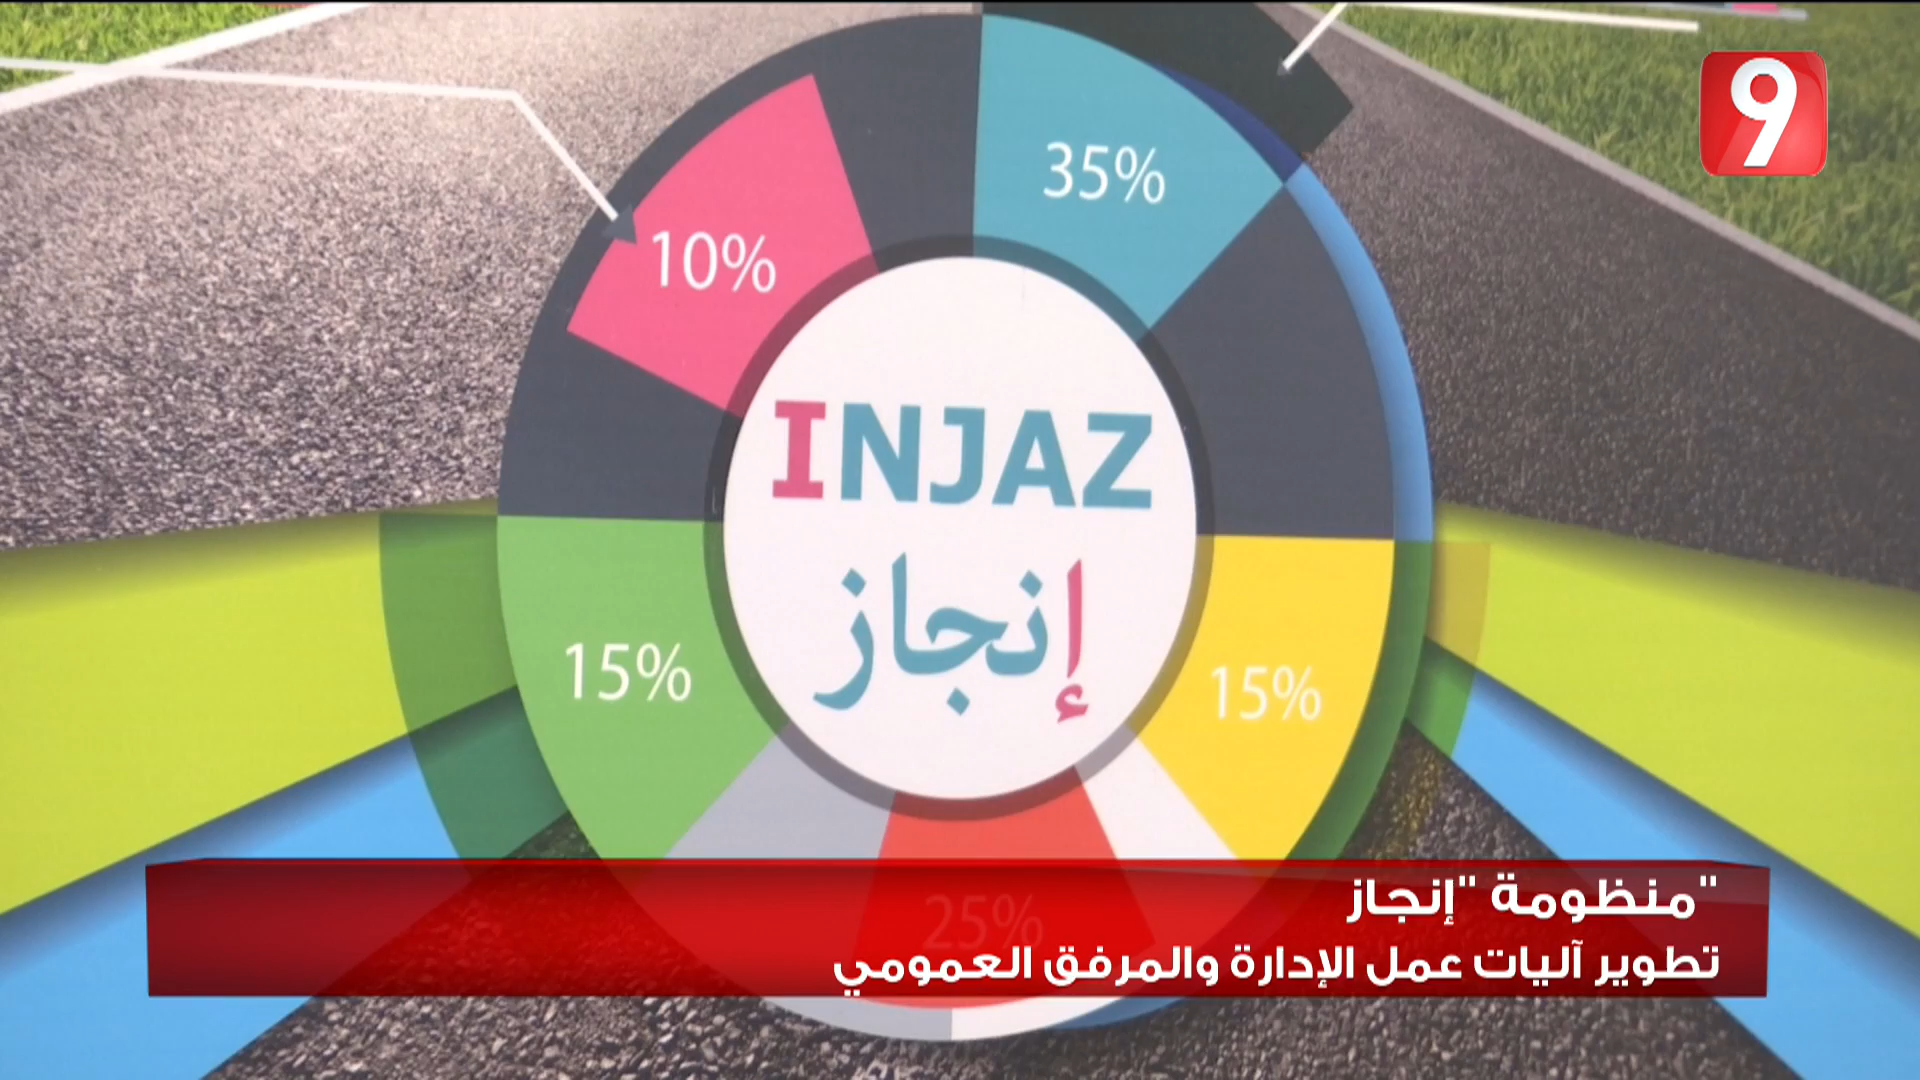 9
35%
10%
INJAZ
إنجاز
15%
15%
25%
"منظومة "إنجاز
تطوير آليات عمل الإدارة والمرفق العمومي